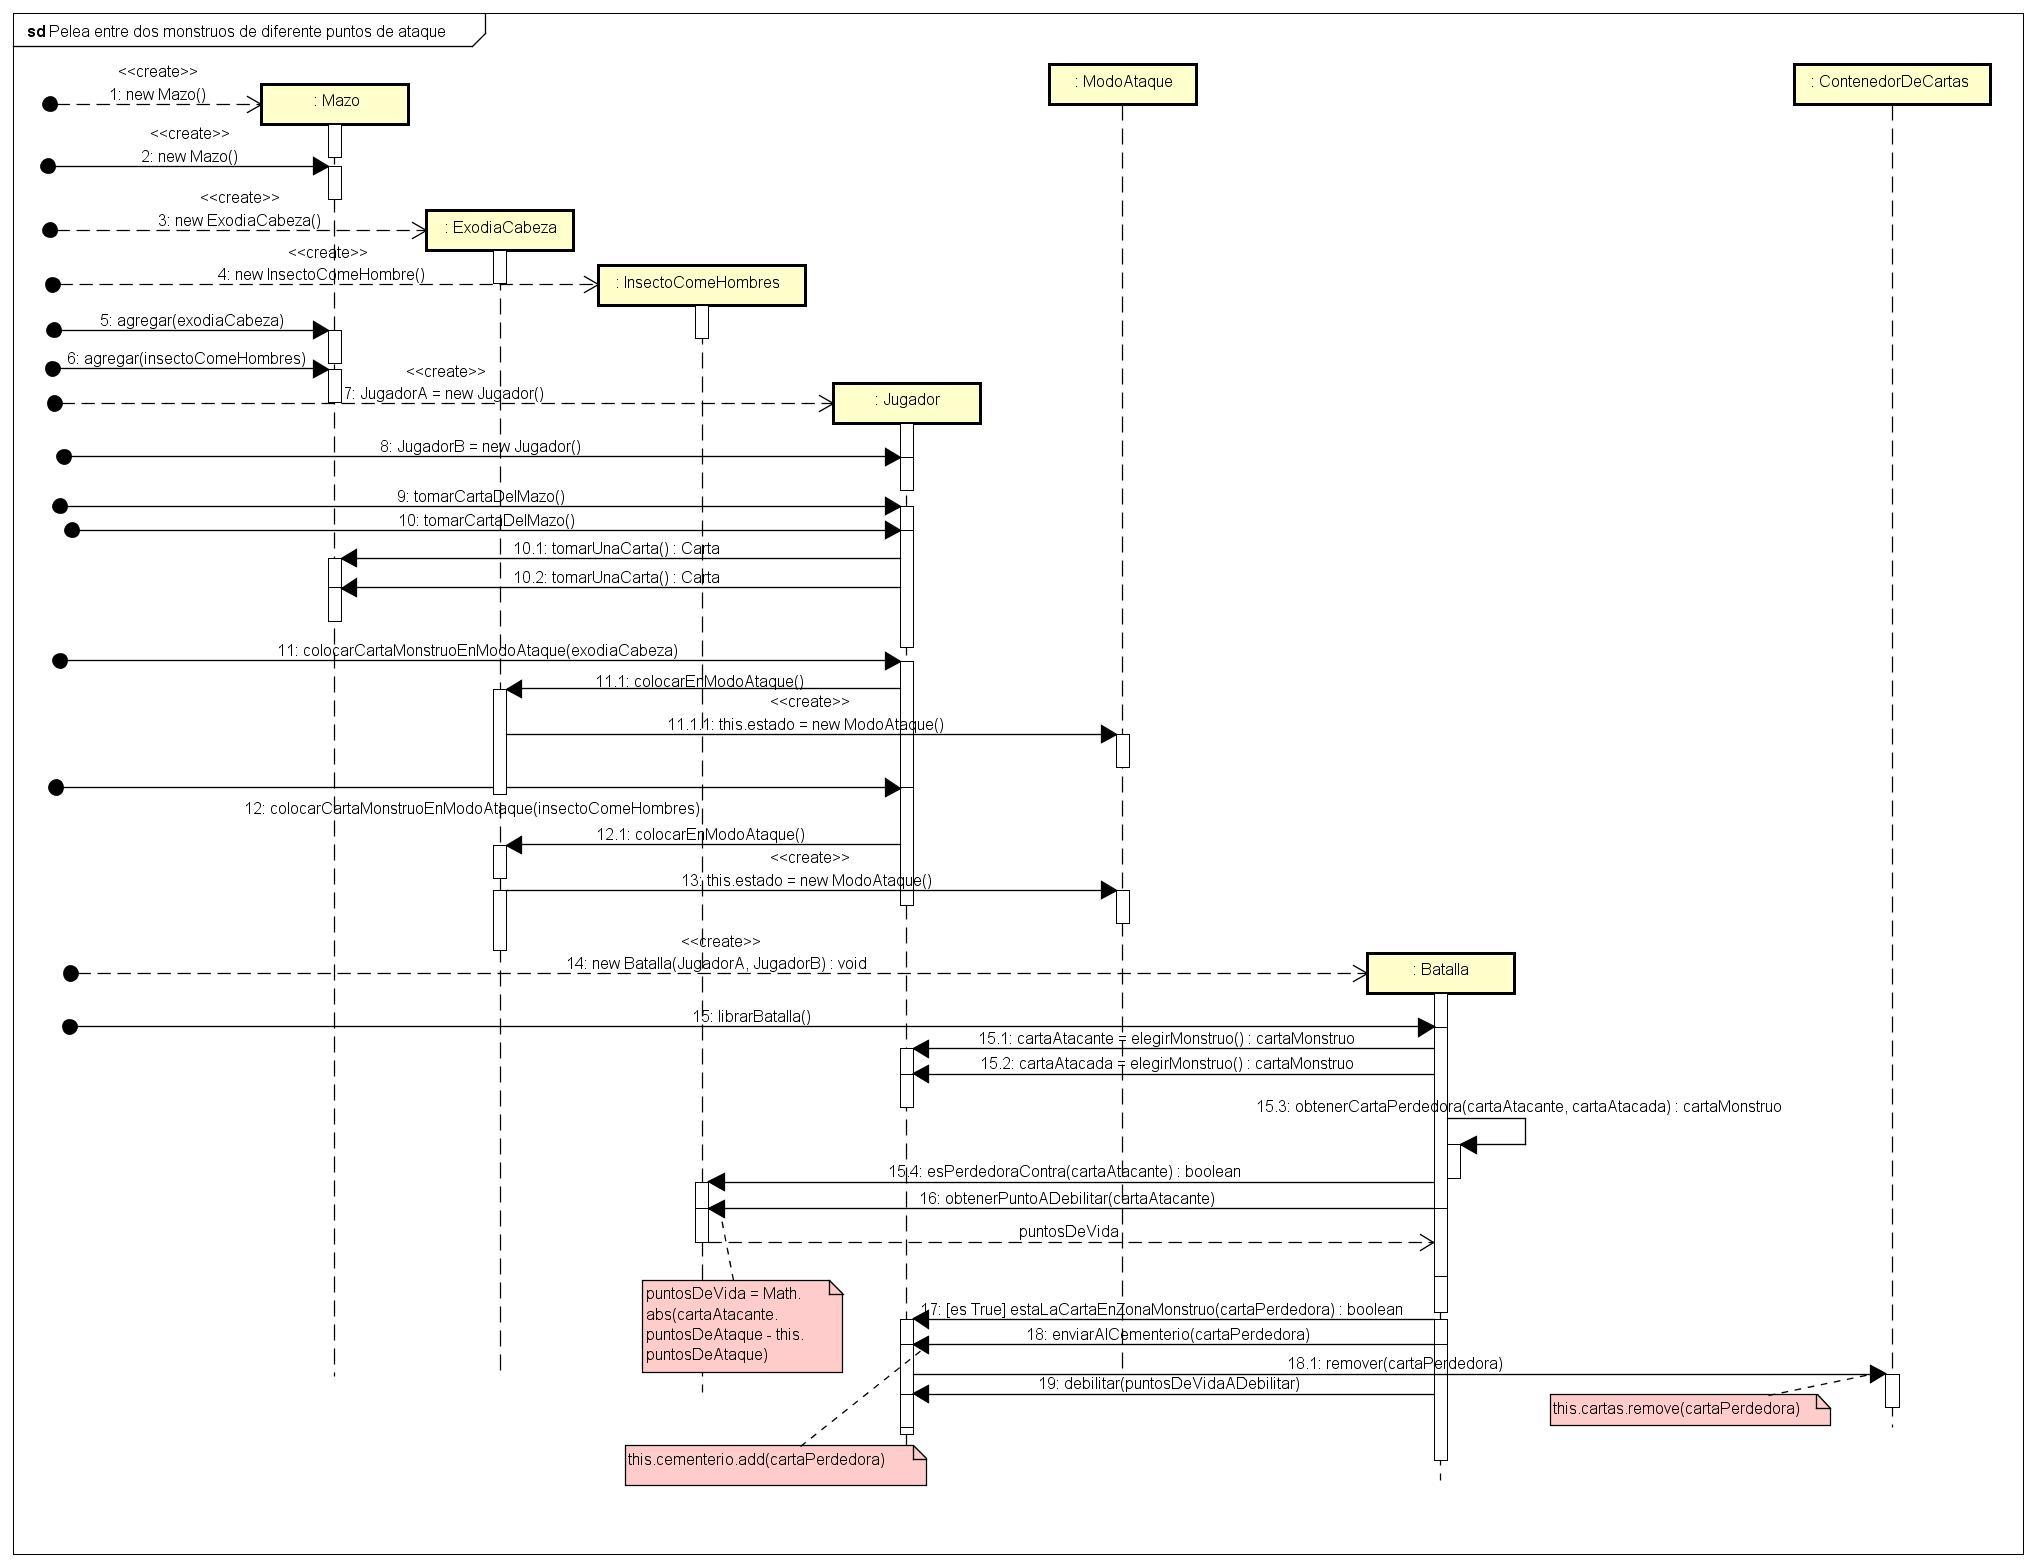 sd Pelea entre dos monstruos de diferente puntos de ataque
<<create>>
1: new Mazo()
: Mazo
: ModoAtaque
: ContenedorDeCartas
<<create>>
2: new Mazo()
<<create>>
3: new ExodiaCabeza()
: ExodiaCabeza
<<create>>
4: new InsectoComeHombre()
: InsectoComeHombres
5: agregar(exodiaCabeza)
6: agregar(insectoComeHombres)
<<create>>
7: JugadorA = new Jugador()
: Jugador
8: JugadorB = new Jugador()
9: tomarCartaDelMazo()
10: tomarCartaDelMazo()
10.1: tomarUnaCarta() : Carta
10.2: tomarUnaCarta() : Carta
11: colocarCartaMonstruoEnModoAtaque(exodiaCabeza)
11.1: colocarEnModoAtaque()
<<create>>
11.1.1: this.estado = new ModoAtaque()
12: colocarCartaMonstruoEnModoAtaque(insectoComeHombres)
12.1: colocarEnModoAtaque()
<<create>>
13: this.estado = new ModoAtaque()
<<create>>
14: new Batalla(JugadorA, JugadorB) : void
: Batalla
15: librarBatalla()
15.1: cartaAtacante = elegirMonstruo() : cartaMonstruo
15.2: cartaAtacada = elegirMonstruo() : cartaMonstruo
15.3: obtenerCartaPerdedora(cartaAtacante, cartaAtacada) : cartaMonstruo
15.4: esPerdedoraContra(cartaAtacante) : boolean
16: obtenerPuntoADebilitar(cartaAtacante)
puntosDeVida
puntosDeVida = Math.
abs(cartaAtacante.
puntosDeAtaque - this.
puntosDeAtaque)
17: [es True] estaLaCartaEnZonaMonstruo(cartaPerdedora) : boolean
18: enviarAlCementerio(cartaPerdedora)
18.1: remover(cartaPerdedora)
19: debilitar(puntosDeVidaADebilitar)
this.cartas.remove(cartaPerdedora)
this.cementerio.add(cartaPerdedora)